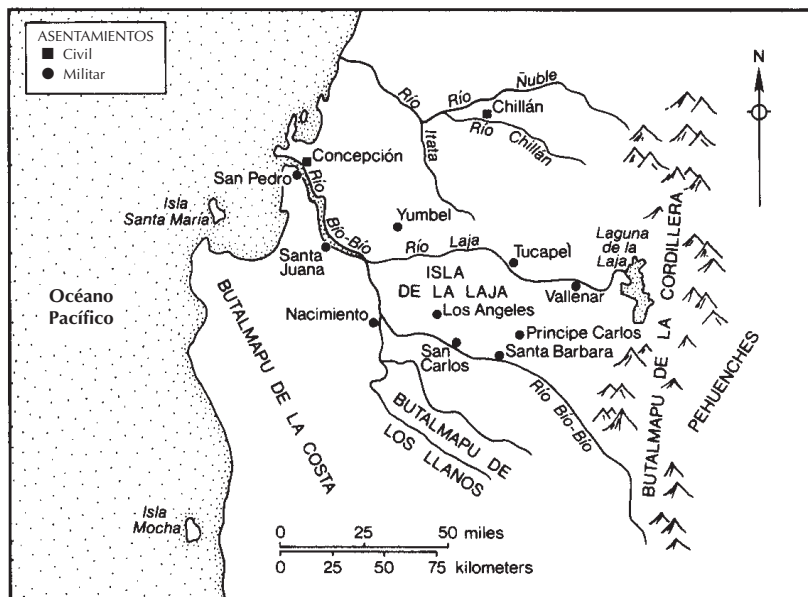 ASENTAMIENTOS
Civil
Militar
N
Río
Río
Ñuble
Chillán
Río
Chillán
Itata
Concepción
San Pedro
Río
Isla
Santa María
Bío-Bío
Yumbel
Río
Laja
Laguna
de la
Laja
Tucapel
Santa
Juana
ISLA
DE LA LAJA
Vallenar
Océano
Pacífico
Los Angeles
Nacimiento
Principe Carlos
San
Carlos
Santa Barbara
Río Bío-Bío
BUTALMAPU DE LA COSTA
BUTALMAPU DE
LOS LLANOS
BUTALMAPU DE LA CORDILLERA
PEHUENCHES
Isla
Mocha
0 25 50 miles
0 25 50 75 kilometers